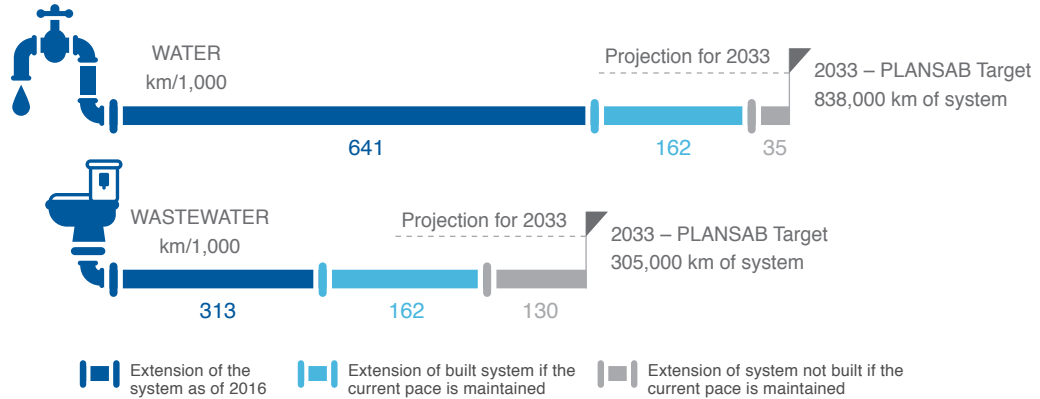 WATER
km/1,000
Projection for 2033
2033 – PLANSAB Target
838,000 km of system
641
162
35
WASTEWATER
km/1,000
Projection for 2033
2033 – PLANSAB Target
305,000 km of system
313
162
130
Extension of the
system as of 2016
Extension of built system if the
current pace is maintained
Extension of system not built if the
current pace is maintained